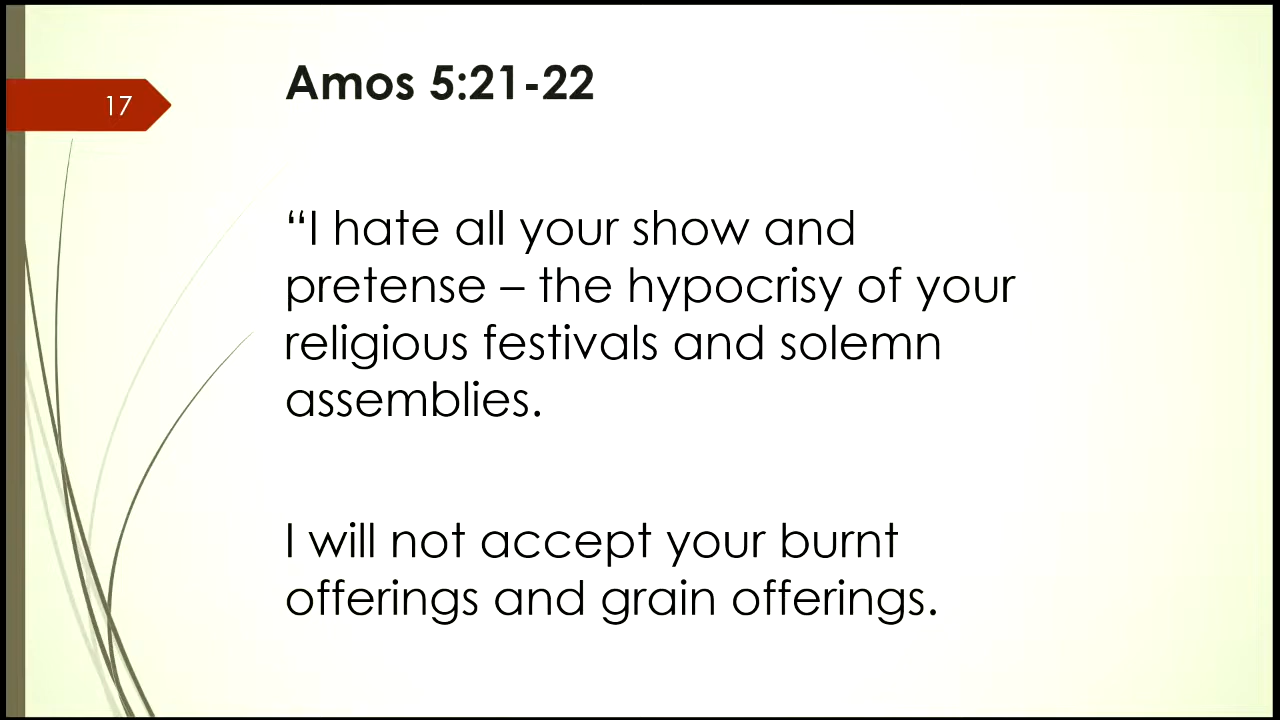 Amos 5:21-22
17
“I hate all your show and
pretense – the hypocrisy of your
religious festivals and solemn
assemblies.
I will not accept your burnt
offerings and grain offerings.